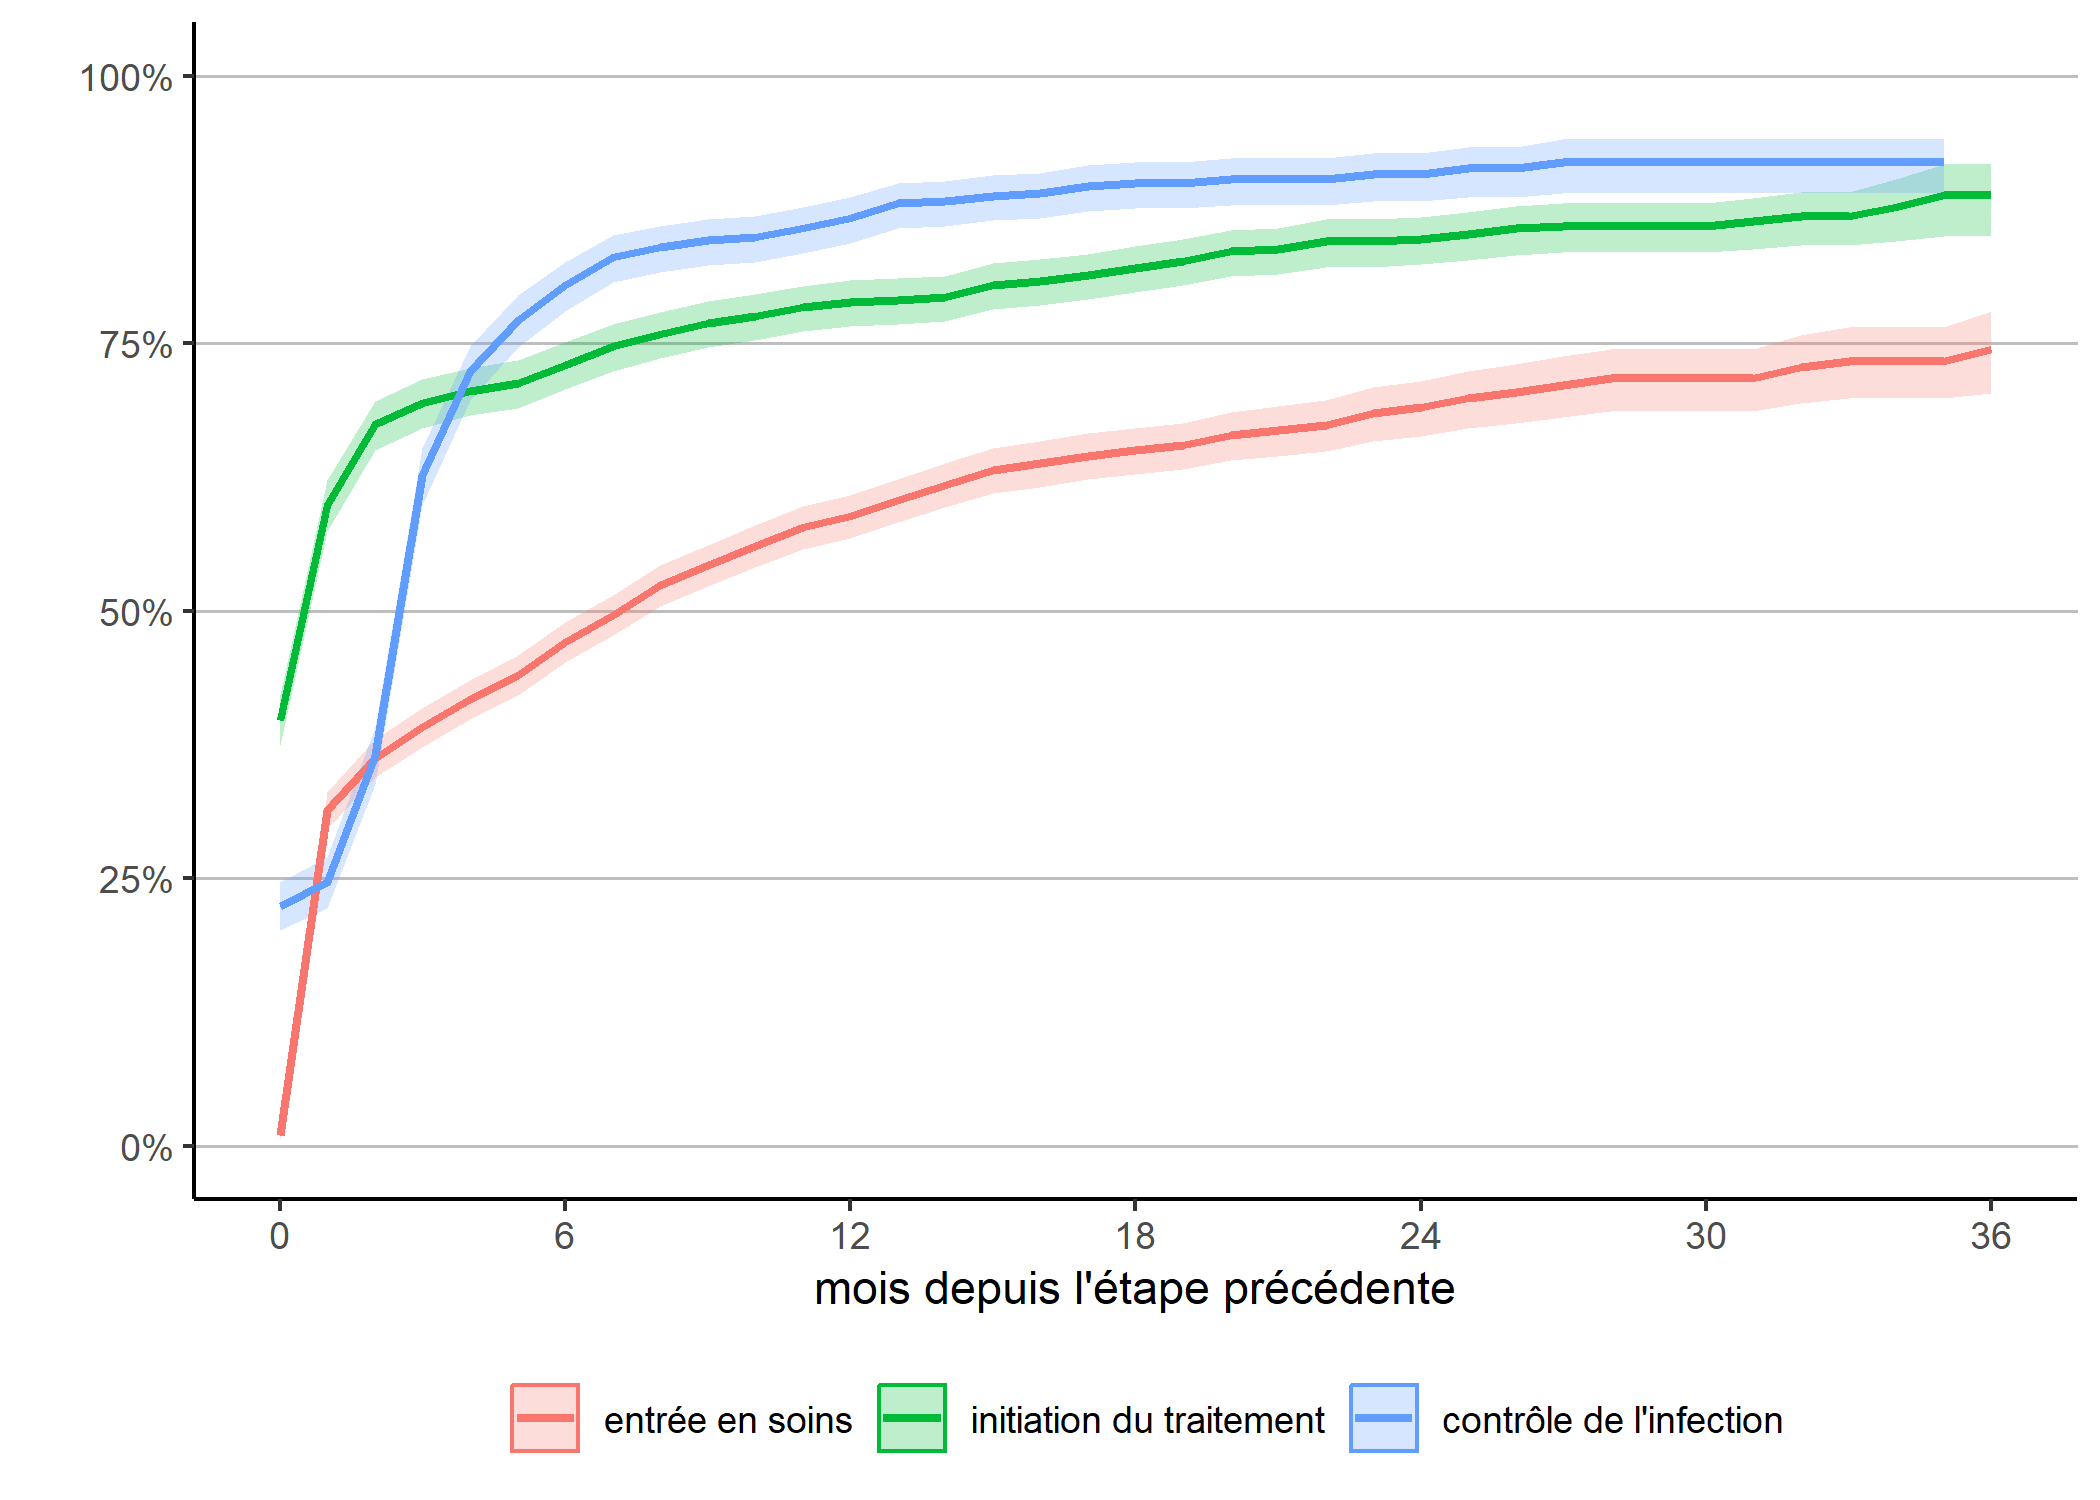 100%
75%
50%
25%
0%
0 6 12 18 24 30 36
mois depuis l'étape précédente
entrée en soins initiation du traitement contrôle de l'infection